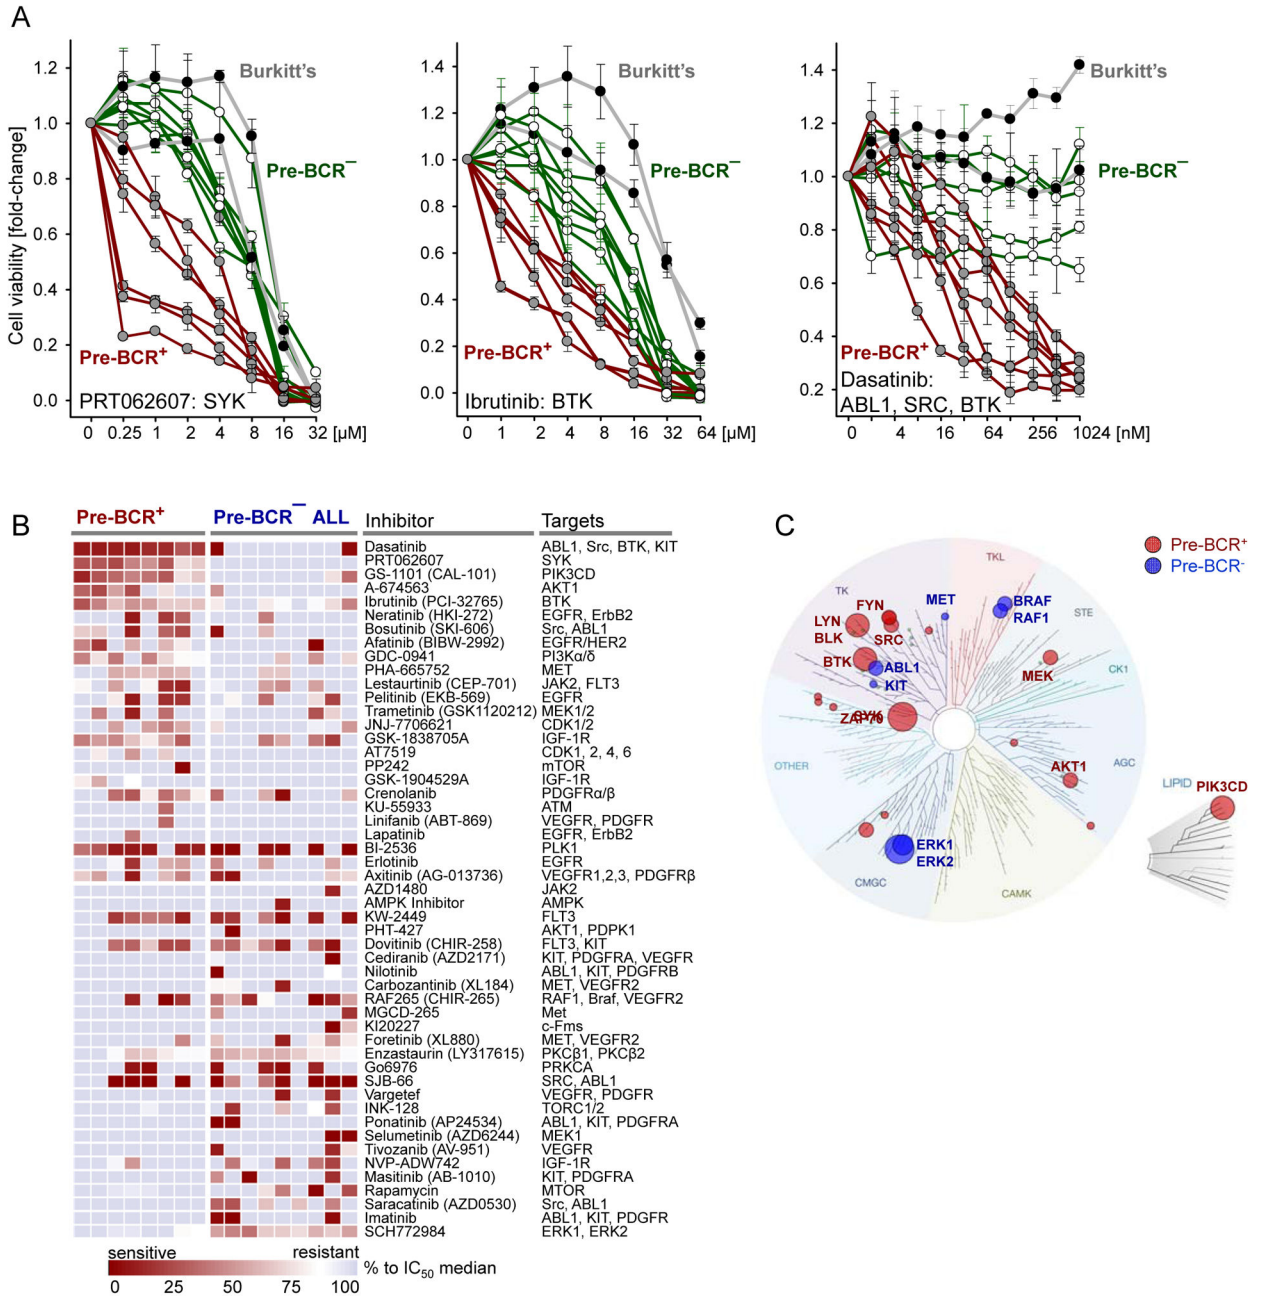 A
Cell viability [fold-change]
1.2
1.0
0.8
0.6
0.4
0.2
0.0
Burkitt's
Pre-BCR−
Pre-BCR+
PRT062607: SYK
0 0.25 1 2 4 8 16 32 [µM]
1.4
1.2
1.0
0.8
0.6
0.4
0.2
0.0
Burkitt's
Pre-BCR−
Pre-BCR+
Ibrutinib: BTK
0 1 2 4 8 16 32 64 [µM]
1.4
1.2
1.0
0.8
0.6
0.4
0.2
Burkitt's
Pre-BCR−
Pre-BCR+
Dasatinib:
ABL1, SRC, BTK
0 4 16 64 256 1024 [nM]
B
Pre-BCR+ Pre-BCR− ALL Inhibitor Targets
Dasatinib ABL1, Src, BTK, KIT
PRT062607 SYK
GS-1101 (CAL-101) PIK3CD
A-674563 AKT1
Ibrutinib (PCI-32765) BTK
Neratinib (HKI-272) EGFR, ErbB2
Bosutinib (SKI-606) Src, ABL1
Afatinib (BIBW-2992) EGFR/HER2
GDC-0941 PI3Kα/δ
PHA-665752 MET
Lestaurtinib (CEP-701) JAK2, FLT3
Pelitinib (EKB-569) EGFR
Trametinib (GSK1120212) MEK1/2
JNJ-7706621 CDK1/2
GSK-1838705A IGF-1R
AT7519 CDK1, 2, 4, 6
PP242 mTOR
GSK-1904529A IGF-1R
Crenolanib PDGFRα/β
KU-55933 ATM
Linifanib (ABT-869) VEGFR, PDGFR
Lapatinib EGFR, ErbB2
BI-2536 PLK1
Erlotinib EGFR
Axitinib (AG-013736) VEGFR1,2,3, PDGFRβ
AZD1480 JAK2
AMPK Inhibitor AMPK
KW-2449 FLT3
PHT-427 AKT1, PDPK1
Dovitinib (CHIR-258) FLT3, KIT
Cediranib (AZD2171) KIT, PDGFRA, VEGFR
Nilotinib ABL1, KIT, PDGFRB
Carbozantinib (XL184) MET, VEGFR2
RAF265 (CHIR-265) RAF1, Braf, VEGFR2
MGCD-265 Met
KI20227 c-Fms
Foretinib (XL880) MET, VEGFR2
Enzastaurin (LY317615) PKCβ1, PKCβ2
Go6976 PRKCA
SJB-66 SRC, ABL1
Vargetef VEGFR, PDGFR
INK-128 TORC1/2
Ponatinib (AP24534) ABL1, KIT, PDGFRA
Selumetinib (AZD6244) MEK1
Tivozanib (AV-951) VEGFR
NVP-ADW742 IGF-1R
Masitinib (AB-1010) KIT, PDGFRA
Rapamycin MTOR
Saracatinib (AZD0530) Src, ABL1
Imatinib ABL1, KIT, PDGFR
SCH772984 ERK1, ERK2
sensitive resistant
% to IC50 median
0 25 50 75 100
C
Pre-BCR+
Pre-BCR-
TKL
TK
STE
CK1
AGC
CAMK
CMGC
OTHER
LIPID
FYN
LYN
BLK
SRC
BTK
ABL1
KIT
MET
BRAF
RAF1
MEK
SYK
ZAP70
AKT1
ERK1
ERK2
PIK3CD